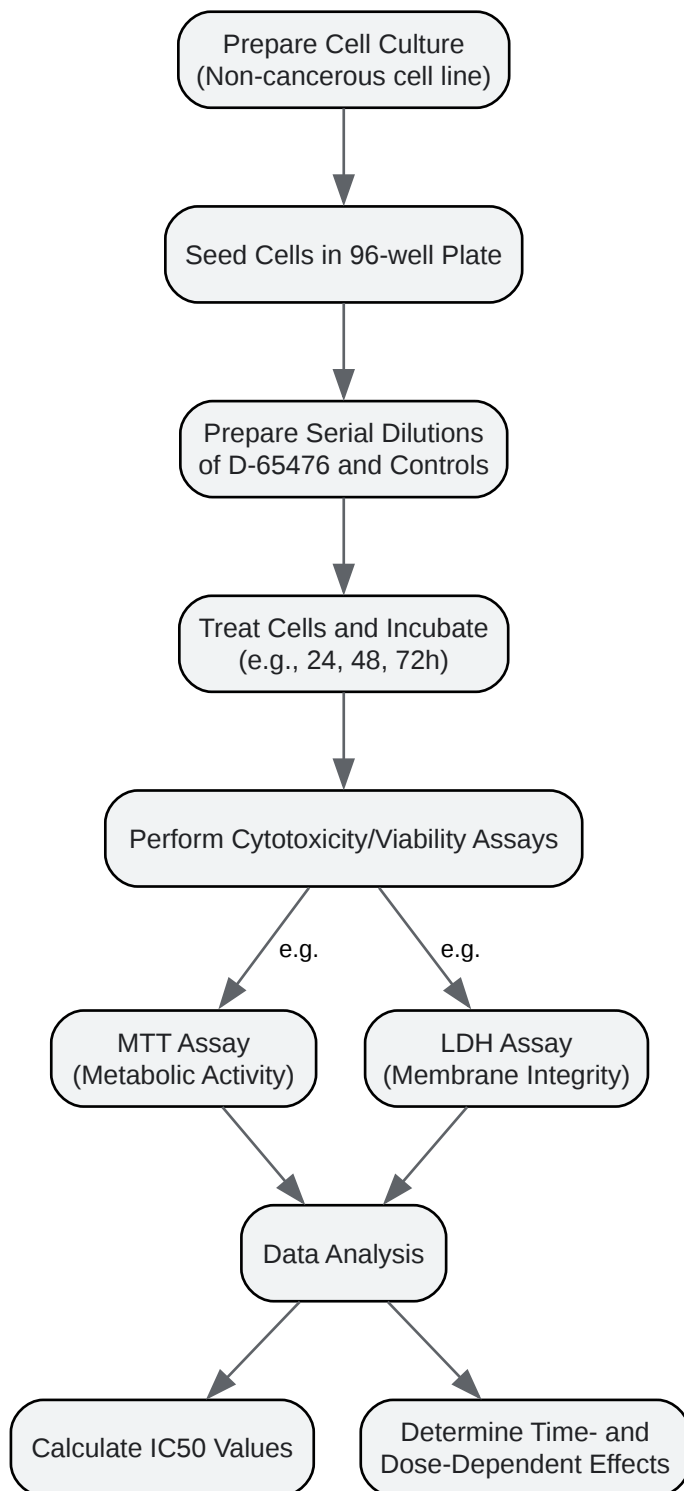 Prepare Cell Culture
(Non-cancerous cell line)
Seed Cells in 96-well Plate
Prepare Serial Dilutions
of D-65476 and Controls
Treat Cells and Incubate
(e.g., 24, 48, 72h)
Perform Cytotoxicity/Viability Assays
e.g.
e.g.
MTT Assay
(Metabolic Activity)
LDH Assay
(Membrane Integrity)
Data Analysis
Calculate IC50 Values
Determine Time- and
Dose-Dependent Effects